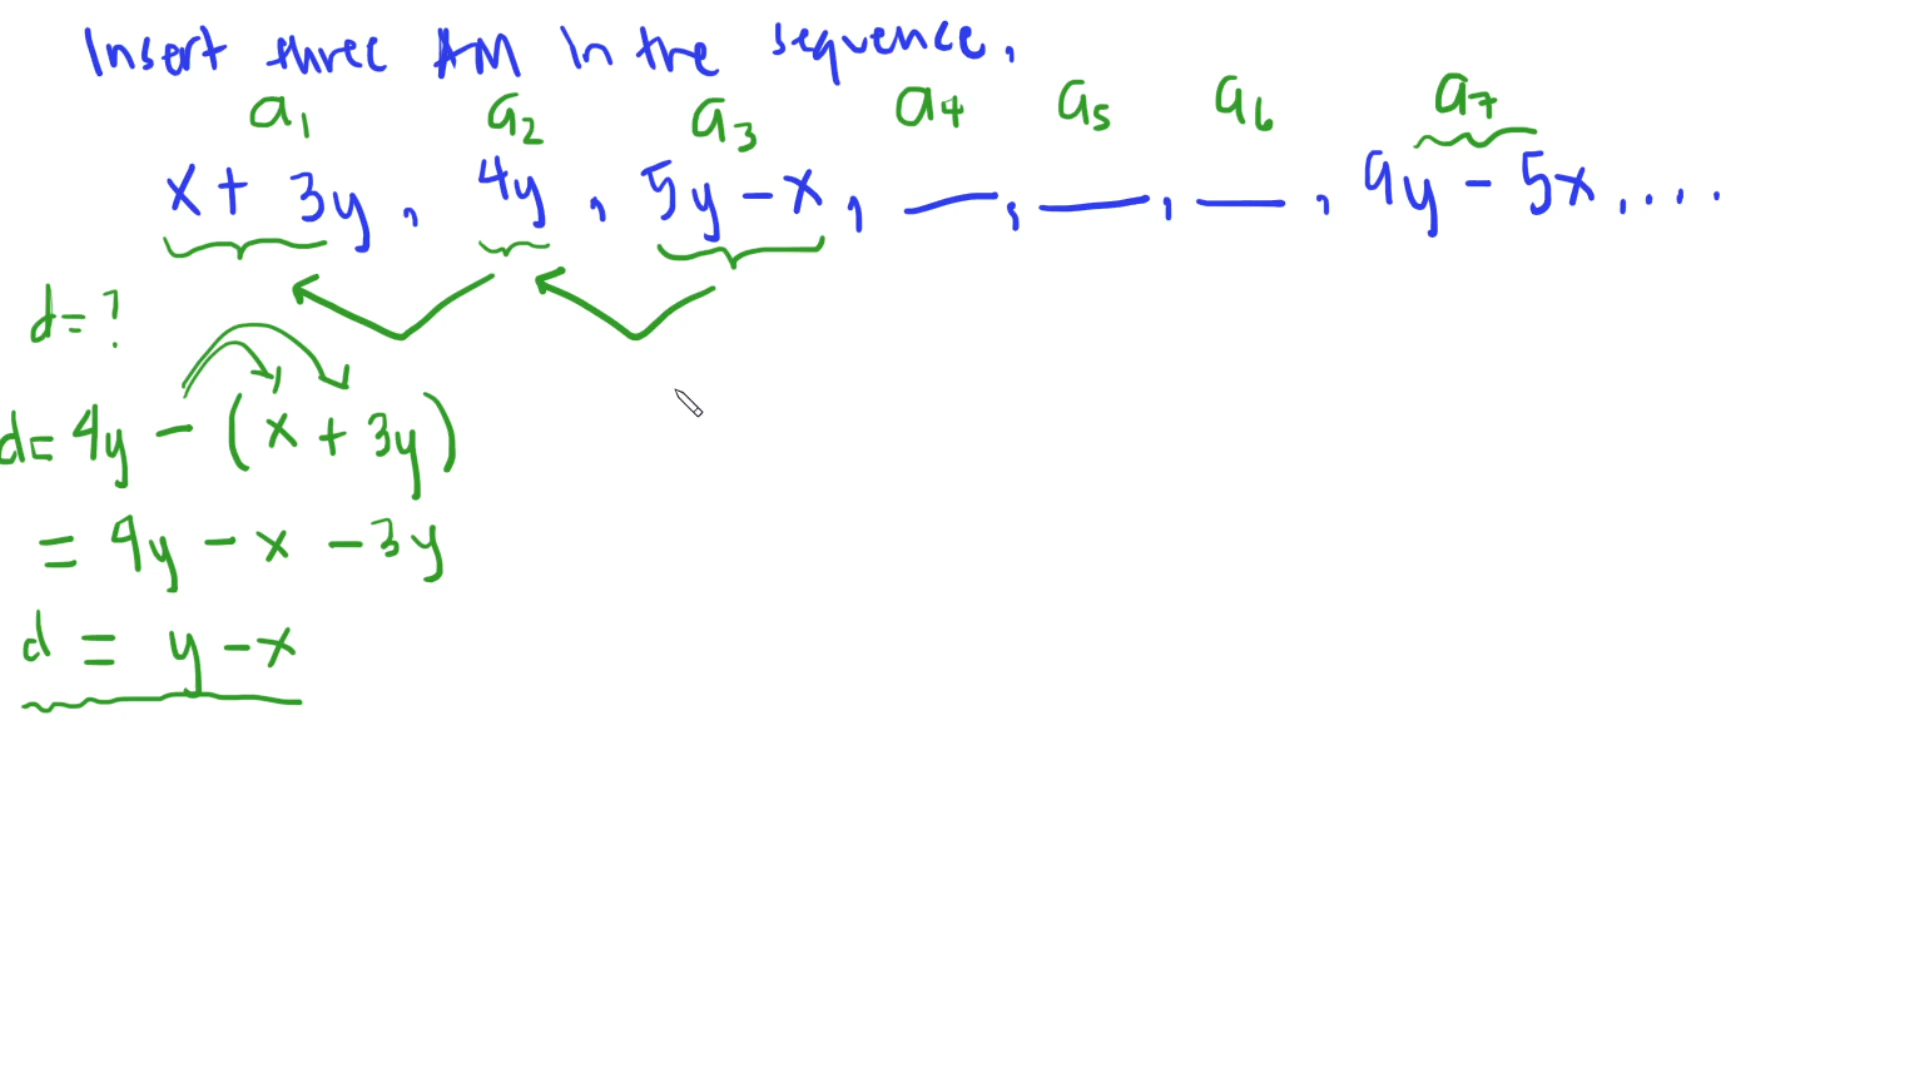 Insert three AM in the sequence.
a₁ a₂ a₃ a₄ a₅ a₆ a₇
x + 3y, 4y, 5y - x, ___, ___, ___, 9y - 5x, ....
d = ?
d = 4y - (x + 3y)
= 4y - x - 3y
d = y - x